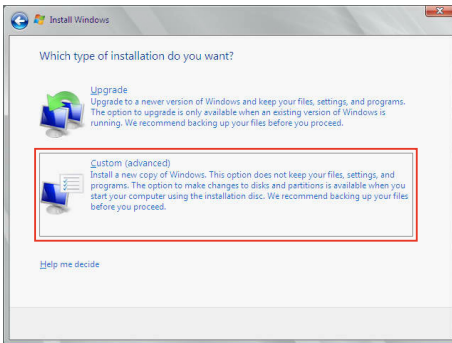 Install Windows
Which type of installation do you want?
Upgrade
Upgrade to a newer version of Windows and keep your files, settings, and programs.
The option to upgrade is only available when an existing version of Windows is
running. We recommend backing up your files before you proceed.
Custom (advanced)
Install a new copy of Windows. This option does not keep your files, settings, and
programs. The option to make changes to disks and partitions is available when you
start your computer using the installation disc. We recommend backing up your files
before you proceed.
Help me decide